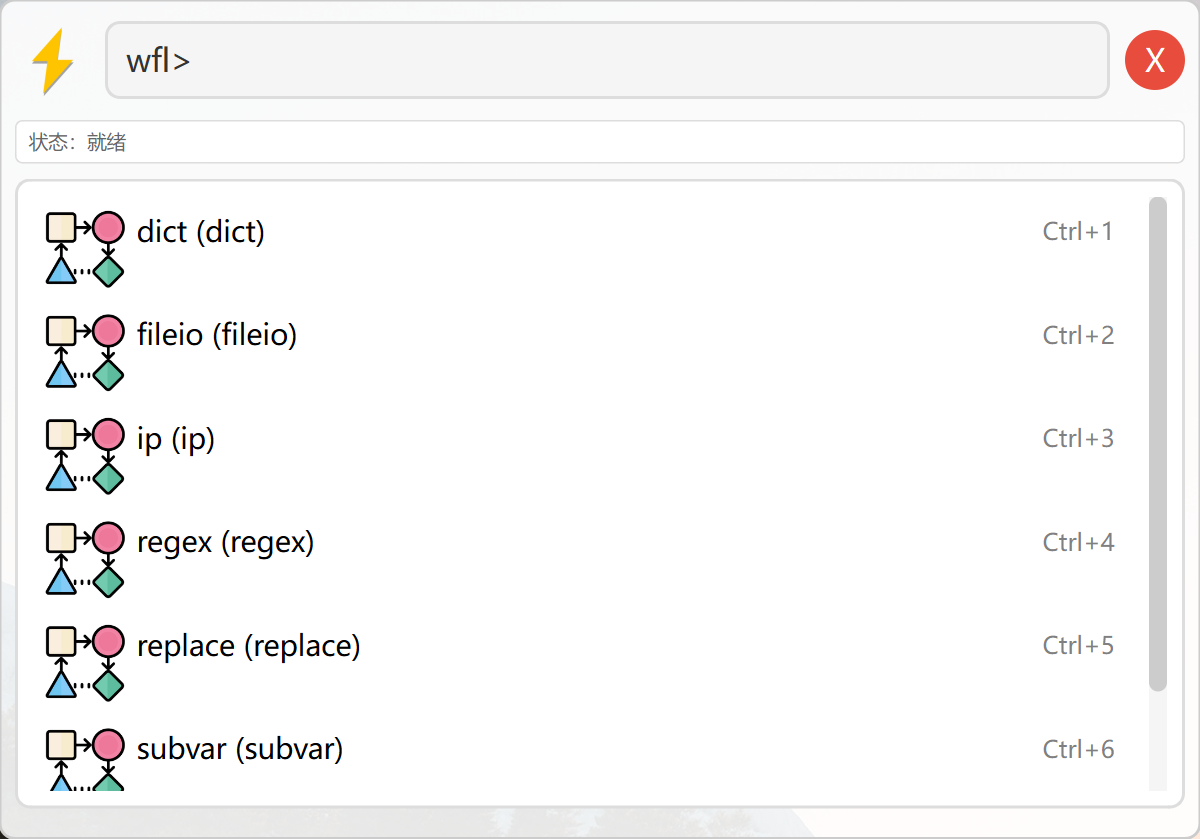 wfl>
X
状态：就绪
dict (dict) Ctrl+1
fileio (fileio) Ctrl+2
ip (ip) Ctrl+3
regex (regex) Ctrl+4
replace (replace) Ctrl+5
subvar (subvar) Ctrl+6